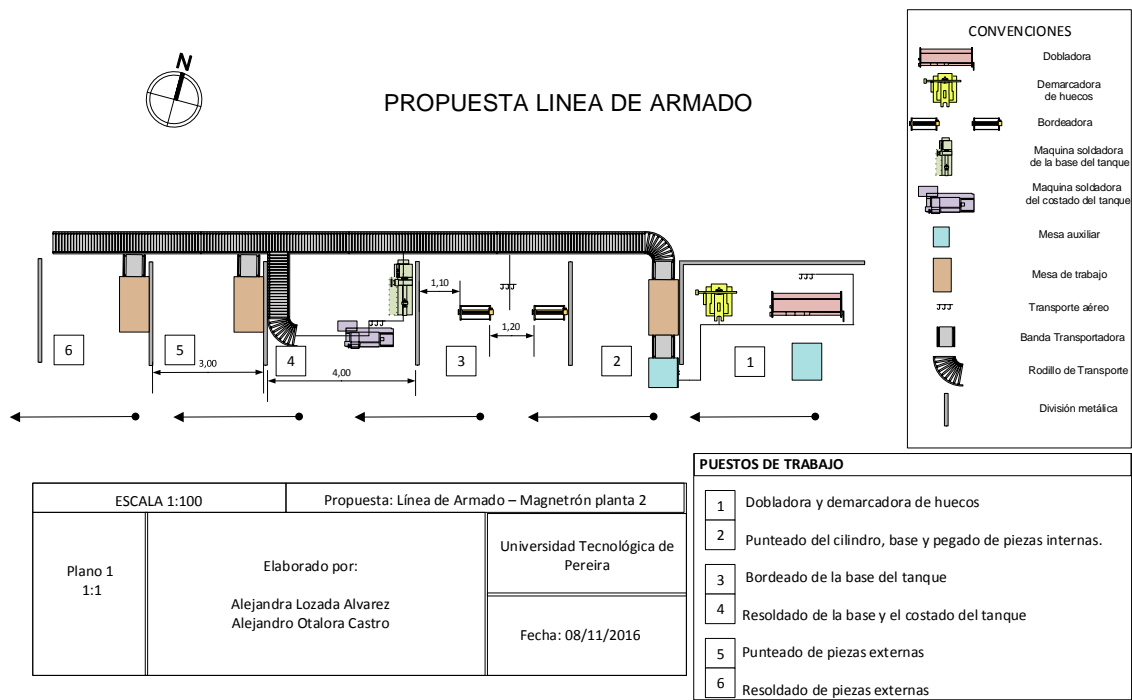 N
PROPUESTA LINEA DE ARMADO
CONVENCIONES
Dobladora
Demarcadora
de huecos
Bordeadora
Maquina soldadora
de la base del tanque
Maquina soldadora
del costado del tanque
Mesa auxiliar
Mesa de trabajo
Transporte aéreo
Banda Transportadora
Rodillo de Transporte
División metálica
1,10
1,20
6
5
4
3
2
1
3,00
4,00
ESCALA 1:100
Propuesta: Línea de Armado – Magnetrón planta 2
Plano 1
1:1
Elaborado por:
Alejandra Lozada Alvarez
Alejandro Otalora Castro
Universidad Tecnológica de
Pereira
Fecha: 08/11/2016
PUESTOS DE TRABAJO
1 Dobladora y demarcadora de huecos
2 Punteado del cilindro, base y pegado de piezas internas.
3 Bordeado de la base del tanque
4 Resoldado de la base y el costado del tanque
5 Punteado de piezas externas
6 Resoldado de piezas externas